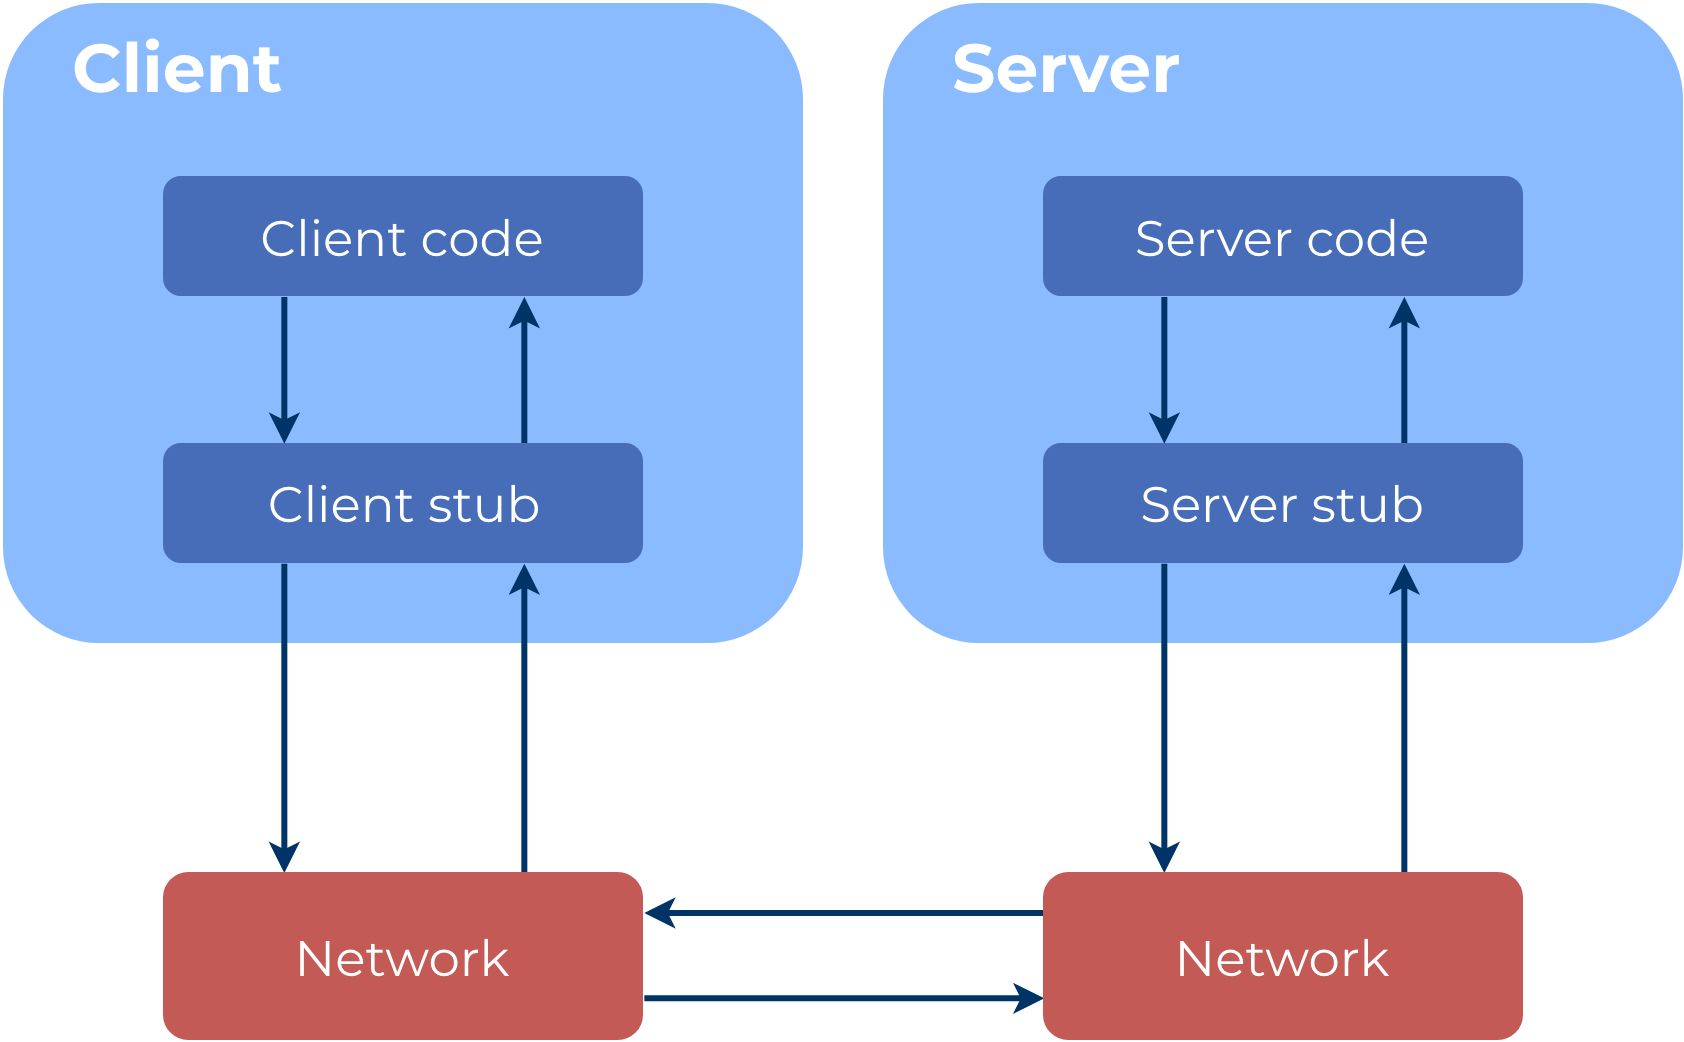 Client
Client code
Client stub
Network
Server
Server code
Server stub
Network